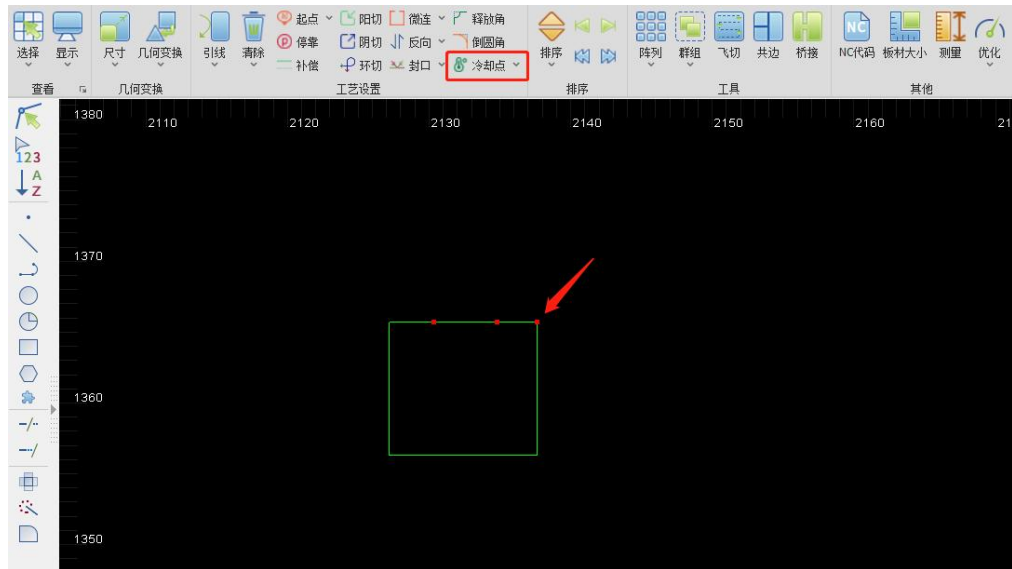 起点 阳切 微连 释放角
停靠 阴切 反向 倒圆角
选择 显示 尺寸 几何变换 引线 清除 补偿 环切 封口 冷却点 排序 阵列 群组 飞切 共边 桥接 NC NC代码 板材大小 测量 优化
查看 几何变换 工艺设置 排序 工具 其他
1380 2110 2120 2130 2140 2150 2160 21
123
A
Z
1370
1360
1350